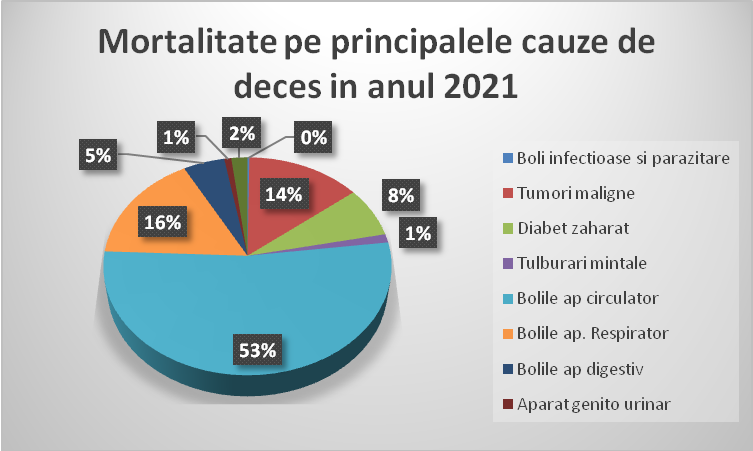 Mortalitate pe principalele cauze de
deces in anul 2021
1%
2%
0%
5%
14%
8%
16%
1%
53%
Boli infectioase si parazitare
Tumori maligne
Diabet zaharat
Tulburari mintale
Bolile ap circulator
Bolile ap. Respirator
Bolile ap digestiv
Aparat genito urinar